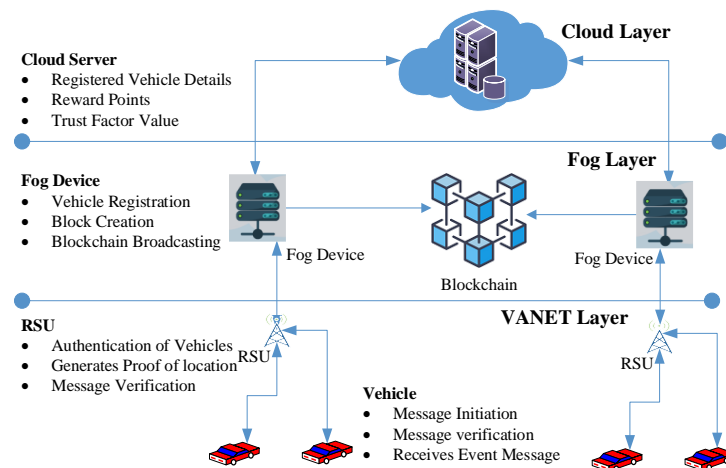 Cloud Layer
Cloud Server
• Registered Vehicle Details
• Reward Points
• Trust Factor Value
Fog Layer
Fog Device
• Vehicle Registration
• Block Creation
• Blockchain Broadcasting
Fog Device
Fog Device
Blockchain
VANET Layer
RSU
• Authentication of Vehicles
• Generates Proof of location
• Message Verification
RSU
RSU
Vehicle
• Message Initiation
• Message verification
• Receives Event Message